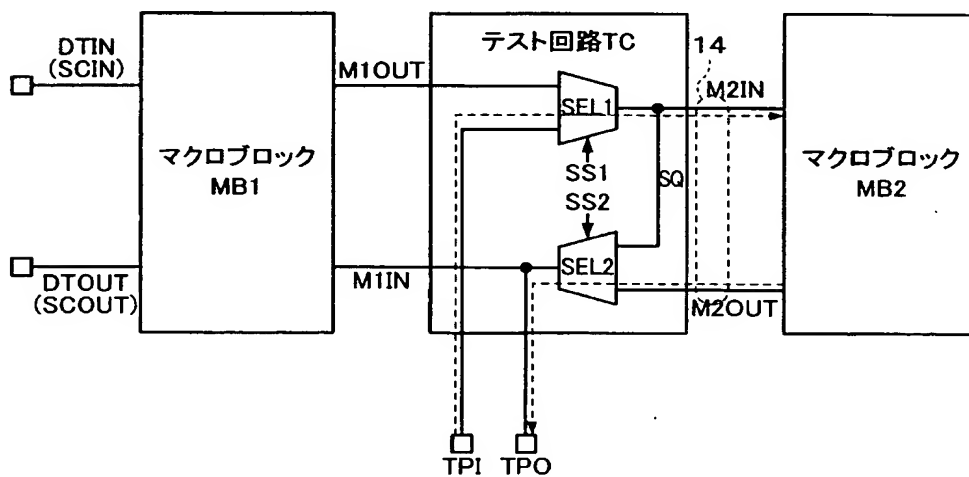 DTIN
(SCIN)
M1OUT
テスト回路TC
14
M2IN
SEL1
マクロブロック
MB1
SS1
SS2
SQ
マクロブロック
MB2
DTOUT
(SCOUT)
M1IN
SEL2
M2OUT
TPI
TPO